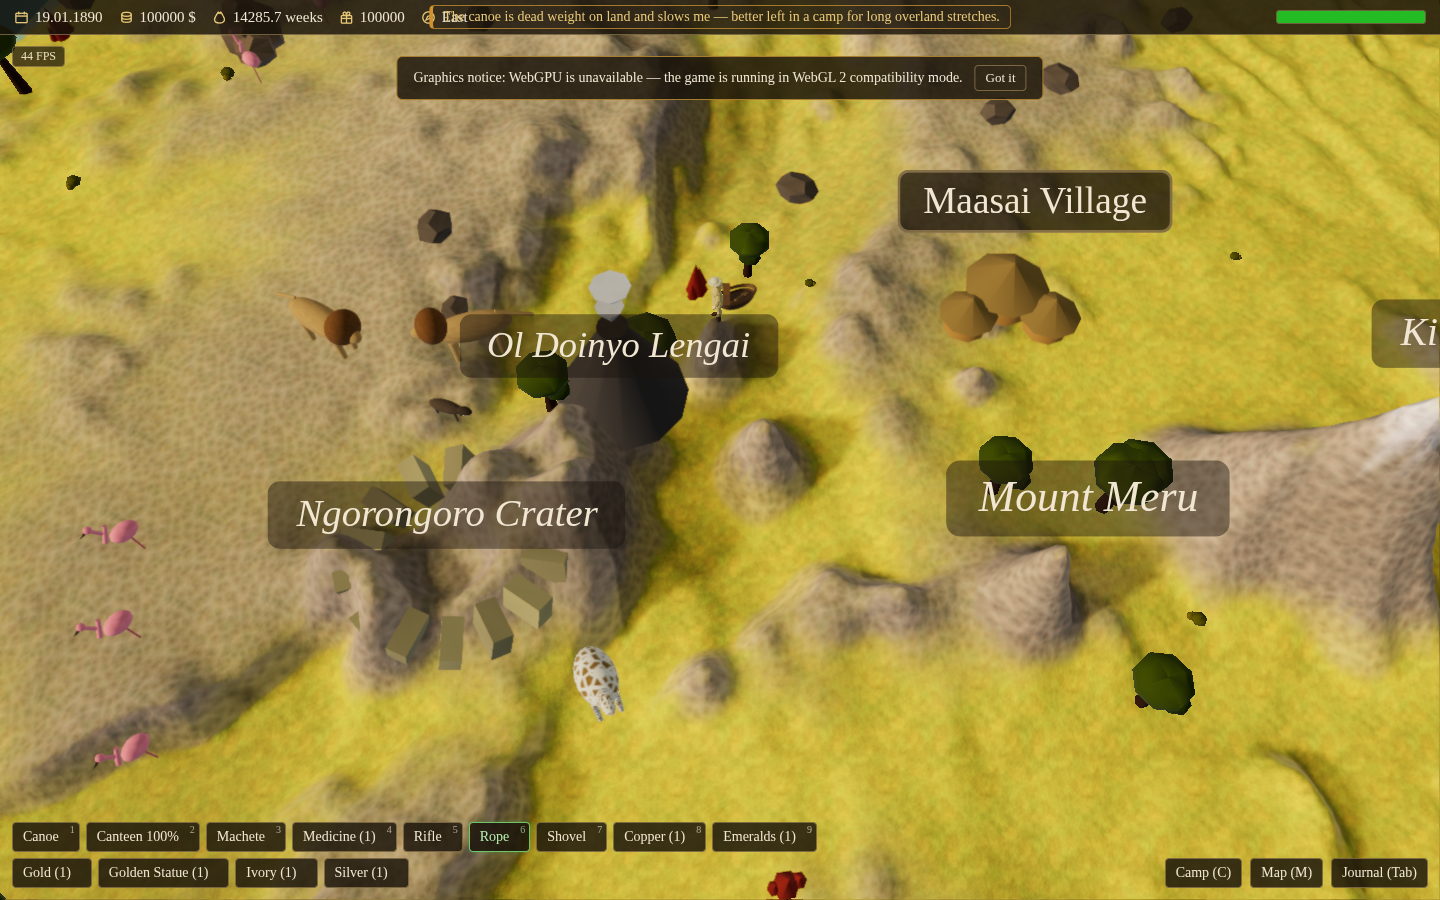 19.01.1890 100000 $ 14285.7 weeks 100000 East
The canoe is dead weight on land and slows me — better left in a camp for long overland stretches.
44 FPS
Graphics notice: WebGPU is unavailable — the game is running in WebGL 2 compatibility mode. Got it
Maasai Village
Ki
Ol Doinyo Lengai
Mount Meru
Ngorongoro Crater
Canoe 1 Canteen 100% 2 Machete 3 Medicine (1) 4 Rifle 5 Rope 6 Shovel 7 Copper (1) 8 Emeralds (1) 9
Gold (1) Golden Statue (1) Ivory (1) Silver (1)
Camp (C) Map (M) Journal (Tab)